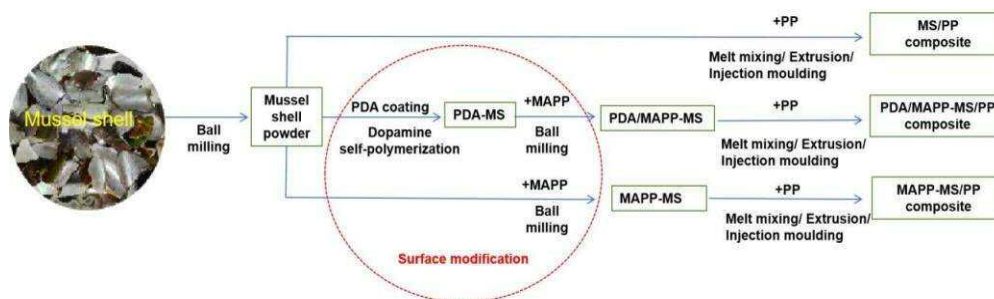 Mussel shell
Ball
milling
Mussel
shell
powder
+PP
Melt mixing/ Extrusion/
Injection moulding
MS/PP
composite
PDA coating
Dopamine
self-polymerization
PDA-MS
+MAPP
Ball
milling
PDA/MAPP-MS
+PP
Melt mixing/ Extrusion/
Injection moulding
PDA/MAPP-MS/PP
composite
+MAPP
Ball
milling
MAPP-MS
+PP
Melt mixing/ Extrusion/
Injection moulding
MAPP-MS/PP
composite
Surface modification